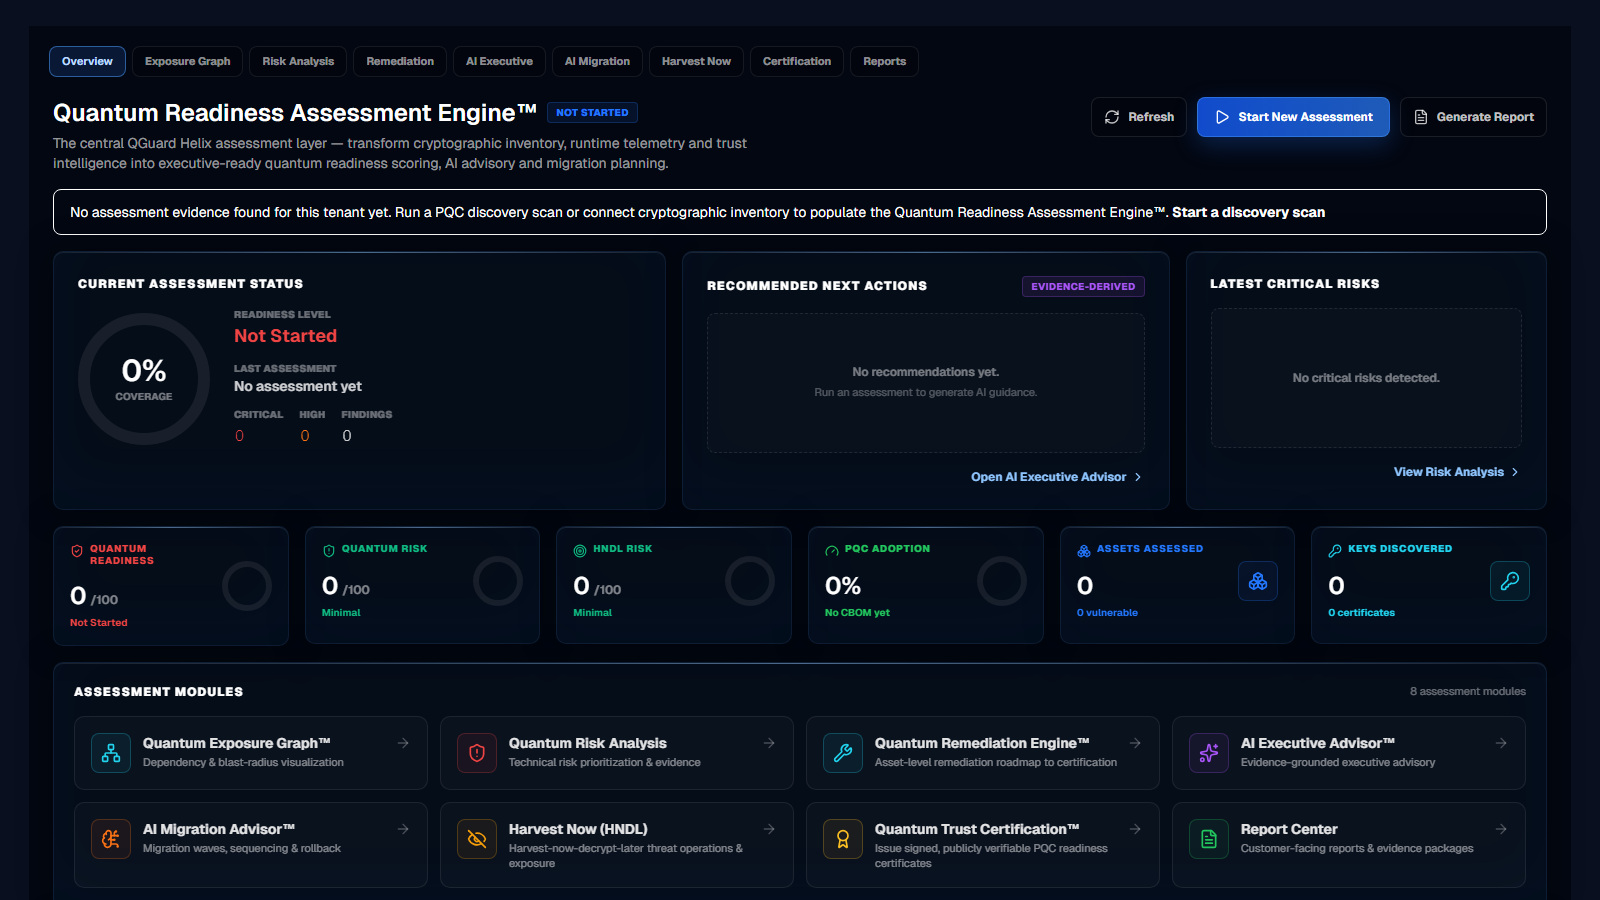 Overview
Exposure Graph
Risk Analysis
Remediation
AI Executive
AI Migration
Harvest Now
Certification
Reports
Quantum Readiness Assessment Engine™
NOT STARTED
The central QGuard Helix assessment layer — transform cryptographic inventory, runtime telemetry and trust
intelligence into executive-ready quantum readiness scoring, AI advisory and migration planning.
Refresh
Start New Assessment
Generate Report
No assessment evidence found for this tenant yet. Run a PQC discovery scan or connect cryptographic inventory to populate the Quantum Readiness Assessment Engine™. Start a discovery scan
CURRENT ASSESSMENT STATUS
0%
COVERAGE
READINESS LEVEL
Not Started
LAST ASSESSMENT
No assessment yet
CRITICAL
HIGH
FINDINGS
0
0
0
RECOMMENDED NEXT ACTIONS
EVIDENCE-DERIVED
No recommendations yet.
Run an assessment to generate AI guidance.
Open AI Executive Advisor
LATEST CRITICAL RISKS
No critical risks detected.
View Risk Analysis
QUANTUM
READINESS
0 /100
Not Started
QUANTUM RISK
0 /100
Minimal
HNDL RISK
0 /100
Minimal
PQC ADOPTION
0%
No CBOM yet
ASSETS ASSESSED
0
0 vulnerable
KEYS DISCOVERED
0
0 certificates
ASSESSMENT MODULES
8 assessment modules
Quantum Exposure Graph™
Dependency & blast-radius visualization
Quantum Risk Analysis
Technical risk prioritization & evidence
Quantum Remediation Engine™
Asset-level remediation roadmap to certification
AI Executive Advisor™
Evidence-grounded executive advisory
AI Migration Advisor™
Migration waves, sequencing & rollback
Harvest Now (HNDL)
Harvest-now-decrypt-later threat operations &
exposure
Quantum Trust Certification™
Issue signed, publicly verifiable PQC readiness
certificates
Report Center
Customer-facing reports & evidence packages